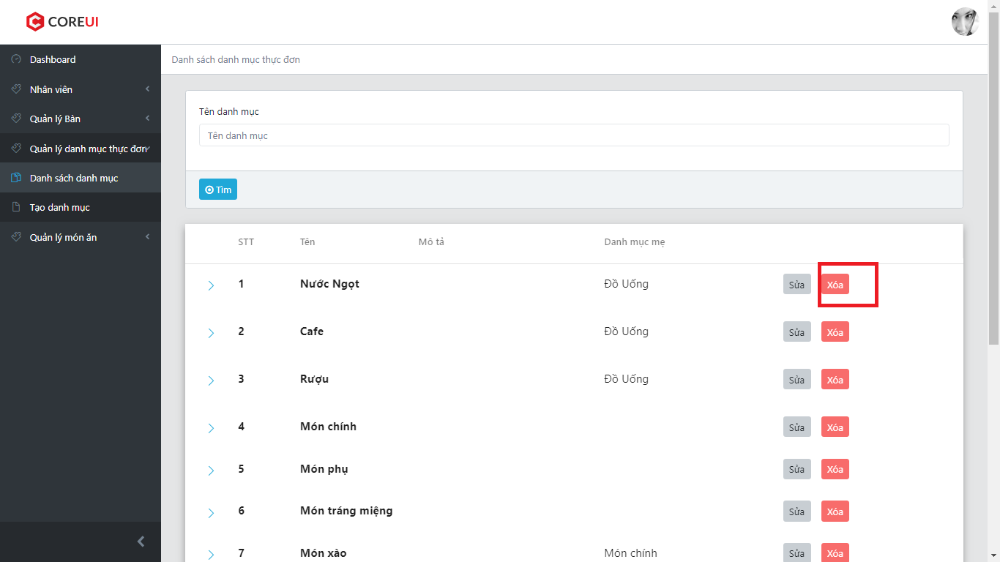 COREUI
Dashboard
Nhân viên
Quản lý Bàn
Quản lý danh mục thực đơn
Danh sách danh mục
Tạo danh mục
Quản lý món ăn
Danh sách danh mục thực đơn
Tên danh mục
Tên danh mục
Tìm
STT Tên Mô tả Danh mục mẹ
1 Nước Ngọt Đồ Uống Sửa Xóa
2 Cafe Đồ Uống Sửa Xóa
3 Rượu Đồ Uống Sửa Xóa
4 Món chính Sửa Xóa
5 Món phụ Sửa Xóa
6 Món tráng miệng Sửa Xóa
7 Món xào Món chính Sửa Xóa